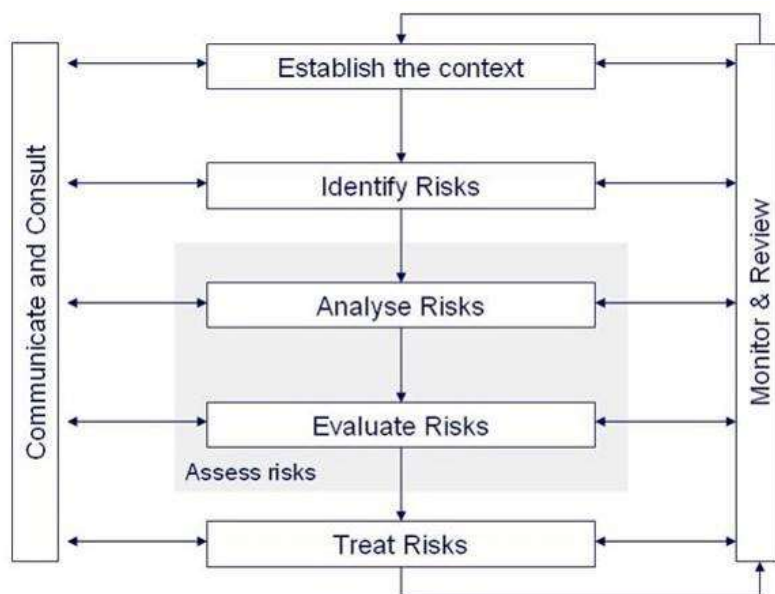 Communicate and Consult
Establish the context
Identify Risks
Analyse Risks
Evaluate Risks
Assess risks
Treat Risks
Monitor & Review